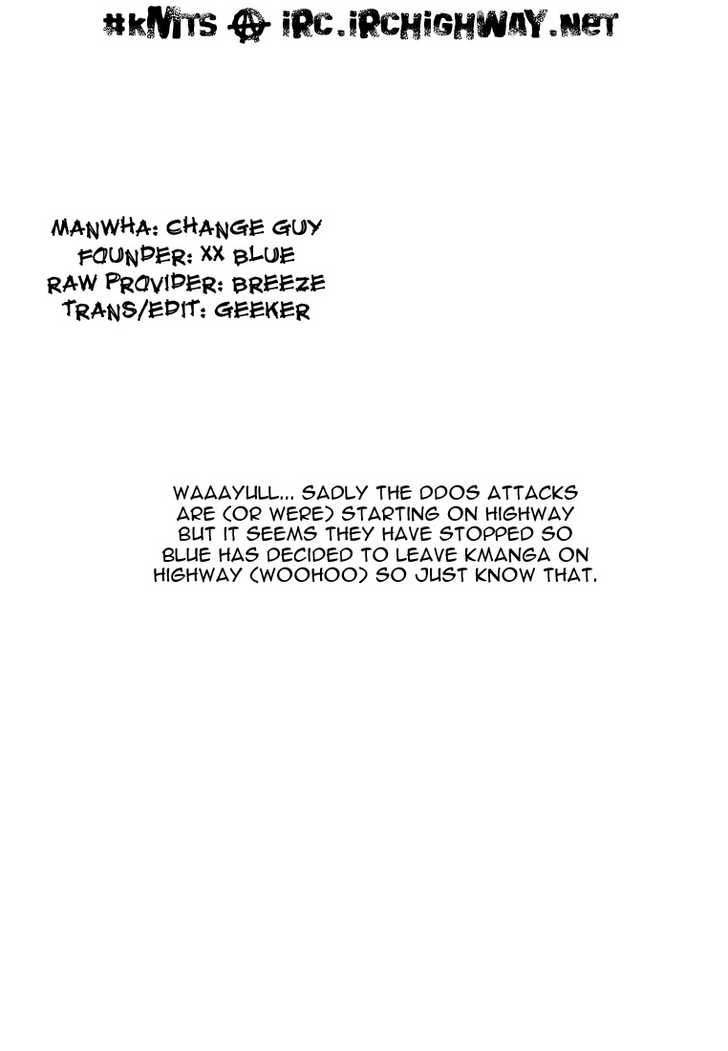 #KMTS @ IRC.IRCHIGHWAY.NET
MANWHA: CHANGE GUY
FOUNDER: XX BLUE
RAW PROVIDER: BREEZE
TRANS/EDIT: GEEKER
WAAAYULL... SADLY THE DDOS ATTACKS
ARE (OR WERE) STARTING ON HIGHWAY
BUT IT SEEMS THEY HAVE STOPPED SO
BLUE HAS DECIDED TO LEAVE KMANGA ON
HIGHWAY (WOOHOO) SO JUST KNOW THAT.